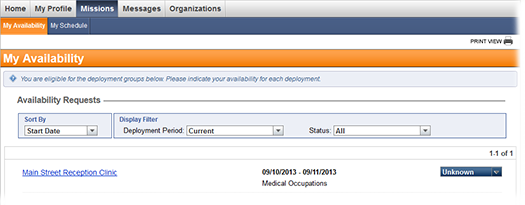 Home My Profile Missions Messages Organizations
My Availability My Schedule
PRINT VIEW
My Availability
You are eligible for the deployment groups below. Please indicate your availability for each deployment.
Availability Requests
Sort By Display Filter
Start Date Deployment Period: Current Status: All
1-1 of 1
Main Street Reception Clinic 09/10/2013 - 09/11/2013 Unknown
Medical Occupations